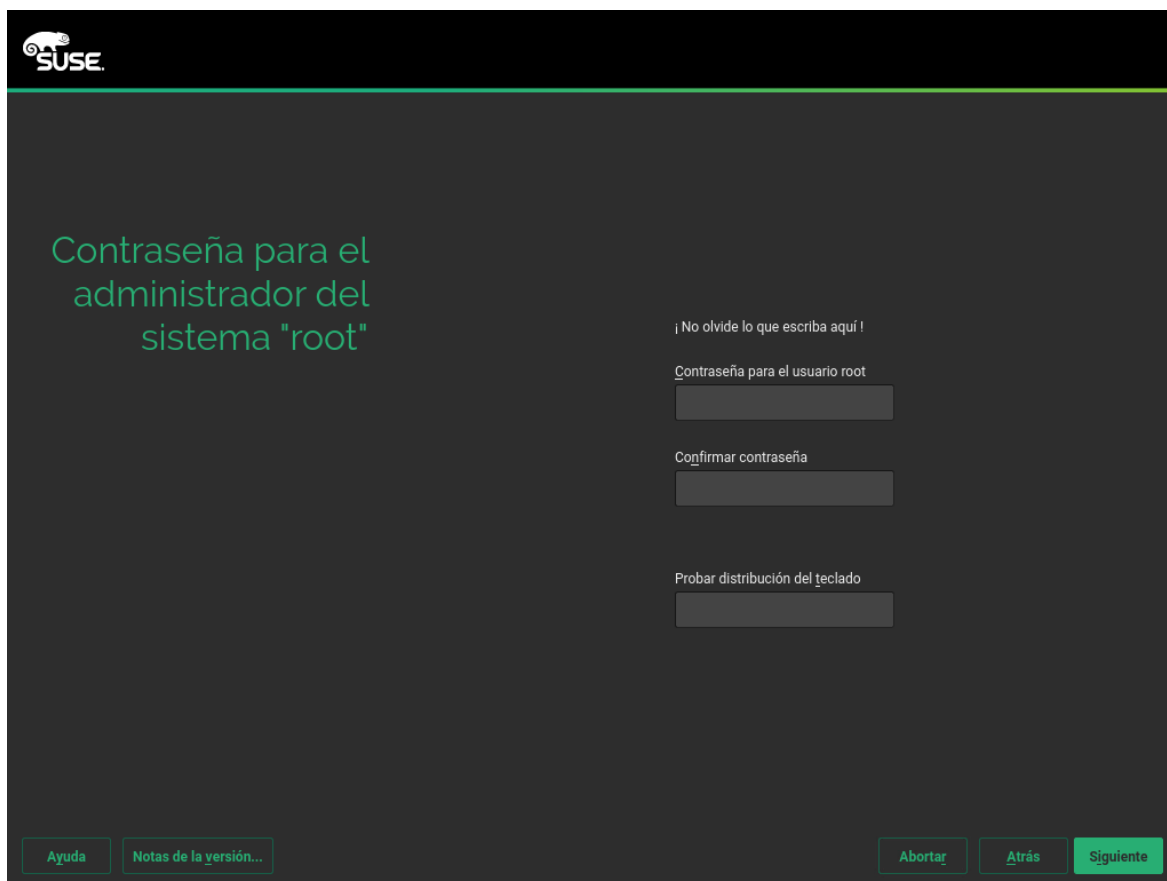 SUSE.
Contraseña para el
administrador del
sistema "root"
¡ No olvide lo que escriba aquí !
Contraseña para el usuario root
Confirmar contraseña
Probar distribución del teclado
Ayuda
Notas de la versión...
Abortar
Atrás
Siguiente